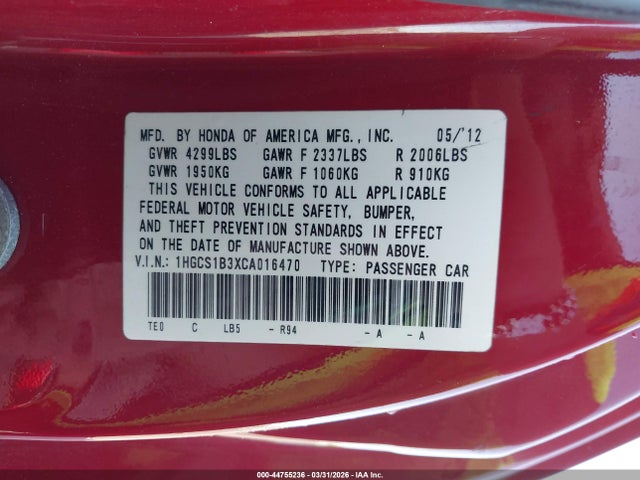 MFD. BY HONDA OF AMERICA MFG., INC. 05/'12
GVWR 4299LBS GAWR F 2337LBS R 2006LBS
GVWR 1950KG GAWR F 1060KG R 910KG
THIS VEHICLE CONFORMS TO ALL APPLICABLE
FEDERAL MOTOR VEHICLE SAFETY, BUMPER,
AND THEFT PREVENTION STANDARDS IN EFFECT
ON THE DATE OF MANUFACTURE SHOWN ABOVE.
V.I.N.: 1HGCS1B3XCA016470 TYPE: PASSENGER CAR
TE0 C LB5 - R94 - A - A
000-44755236 - 03/31/2026 - IAA Inc.